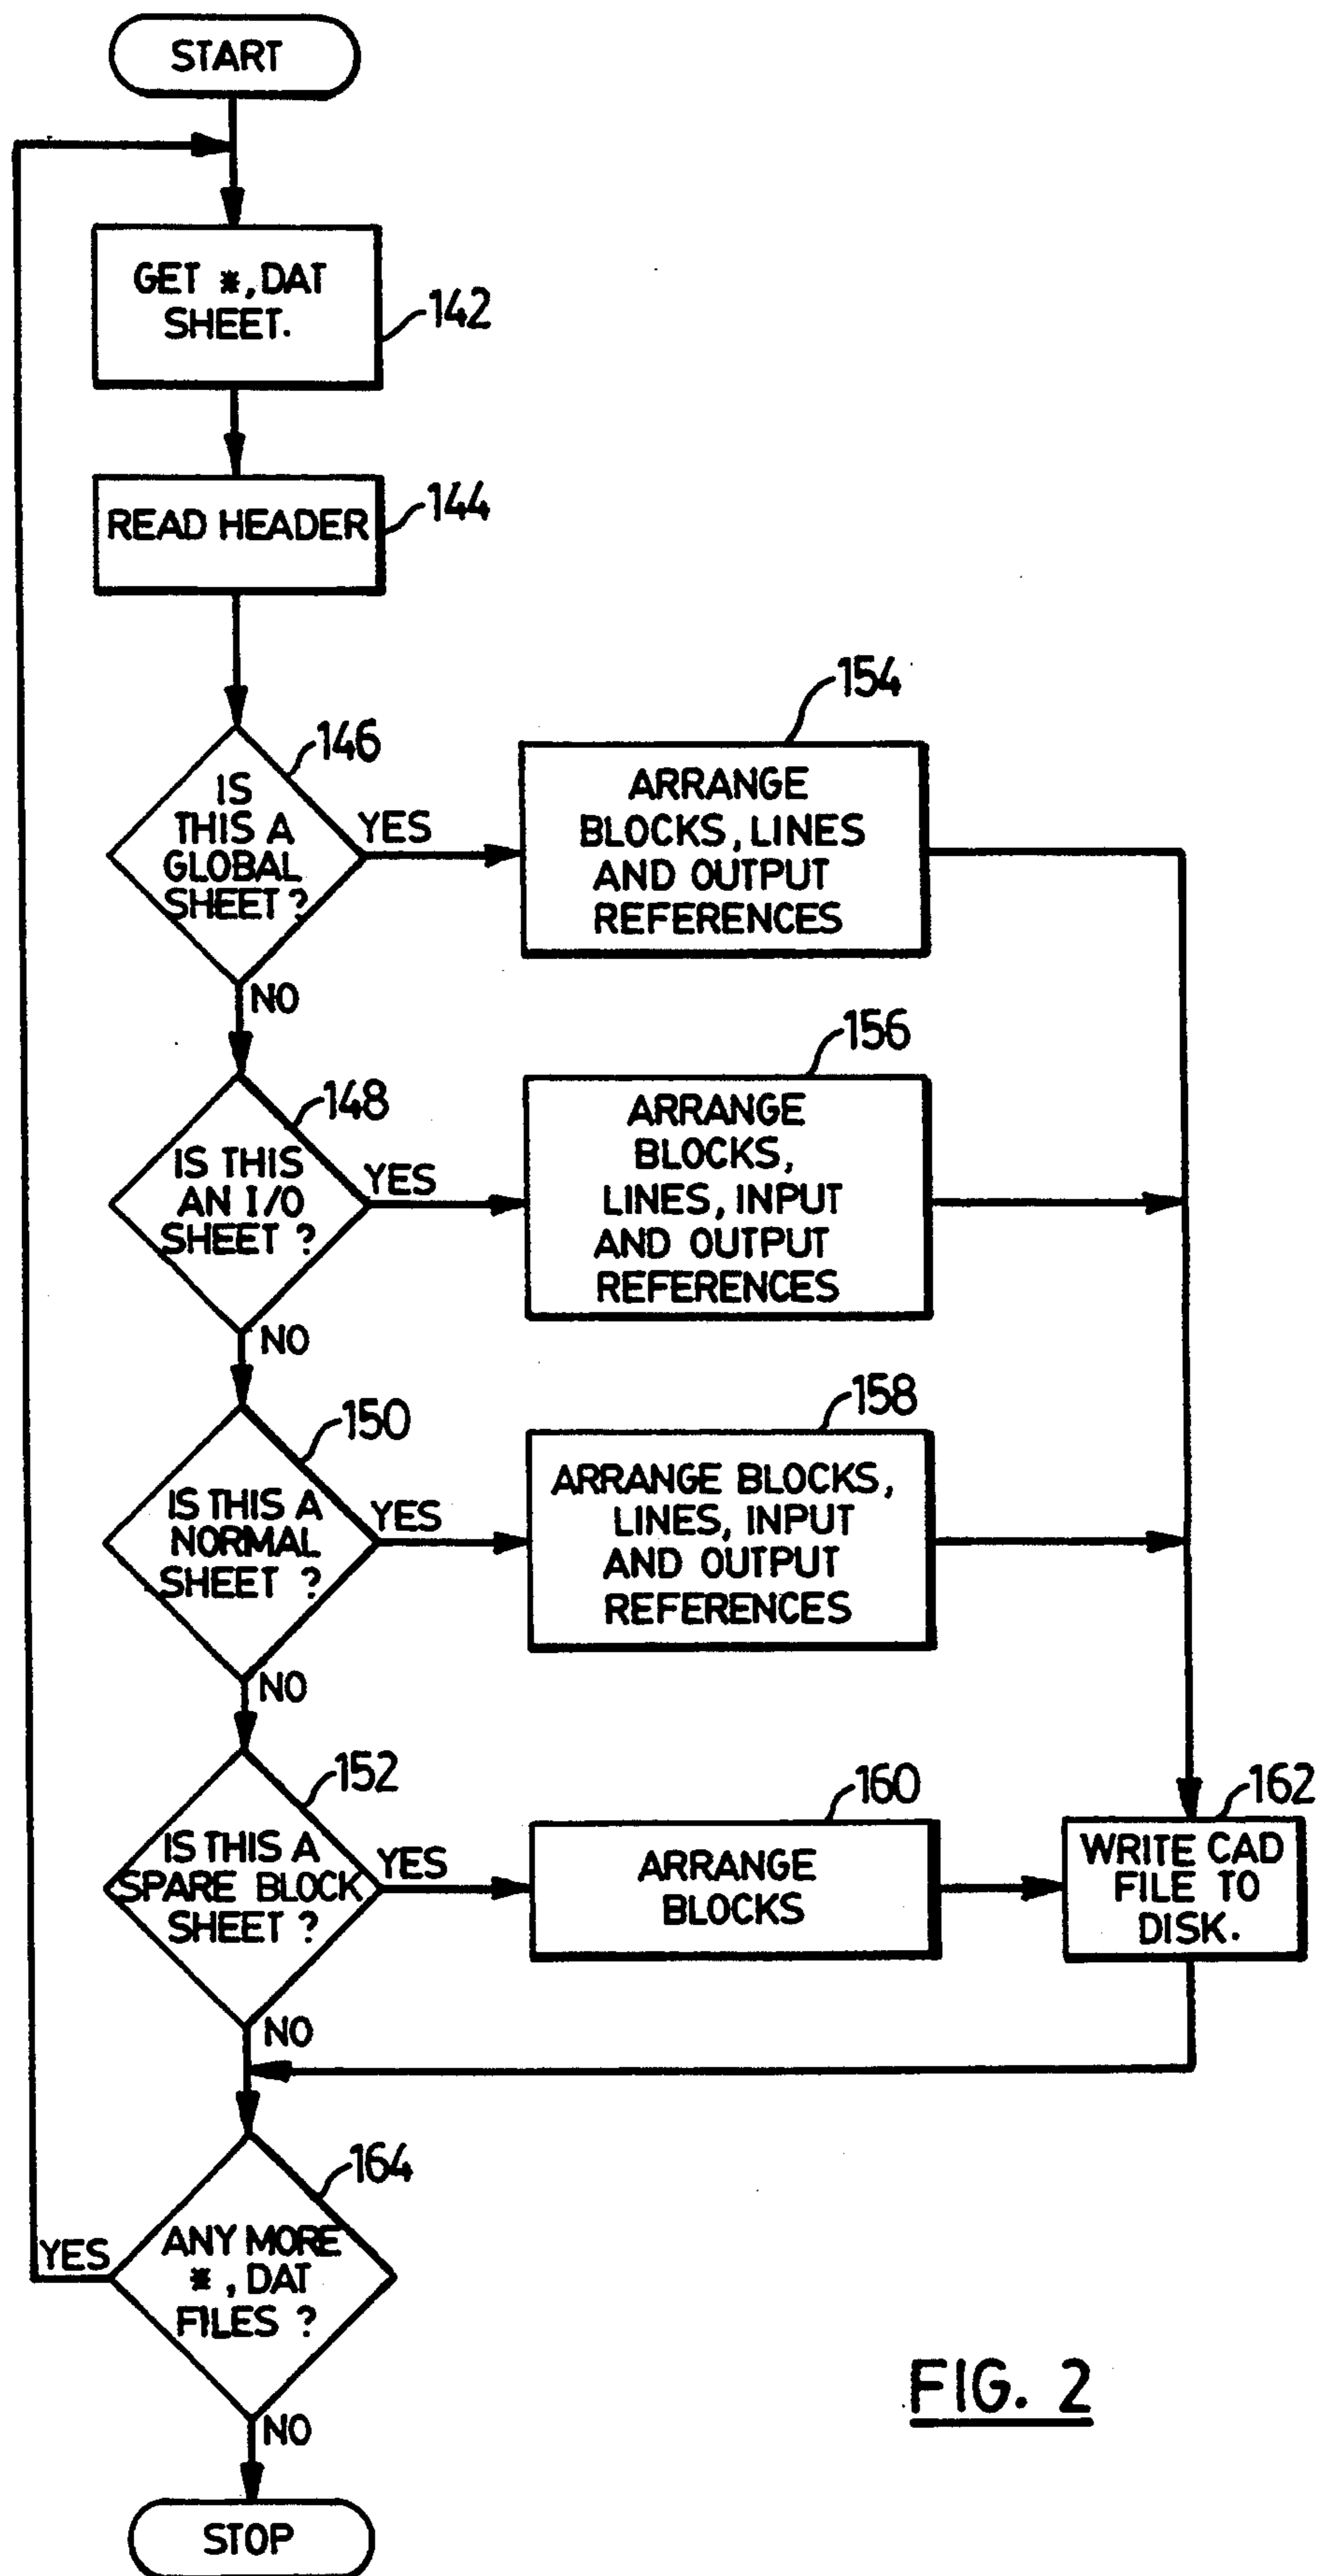 START
GET *, DAT
SHEET.
142
READ HEADER
144
146
IS
THIS A
GLOBAL
SHEET ?
YES
NO
154
ARRANGE
BLOCKS, LINES
AND OUTPUT
REFERENCES
148
IS THIS
AN I/O
SHEET ?
YES
NO
156
ARRANGE
BLOCKS,
LINES, INPUT
AND OUTPUT
REFERENCES
150
IS THIS A
NORMAL
SHEET ?
YES
NO
158
ARRANGE BLOCKS,
LINES, INPUT
AND OUTPUT
REFERENCES
152
IS THIS A
SPARE BLOCK
SHEET ?
YES
NO
160
ARRANGE
BLOCKS
162
WRITE CAD
FILE TO
DISK.
164
ANY MORE
*, DAT
FILES ?
YES
NO
STOP
FIG. 2